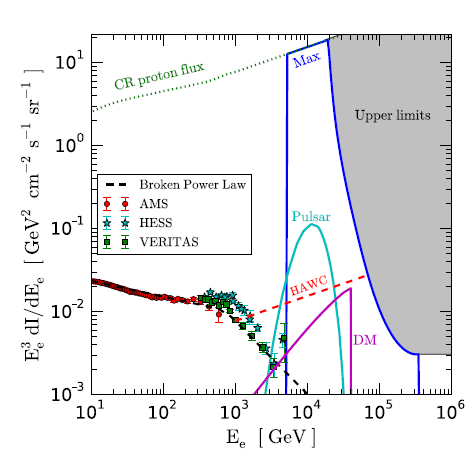 E_e^3 dI/dE_e [ GeV^2 cm^-2 s^-1 sr^-1 ]
10^1
10^0
10^-1
10^-2
10^-3
CR proton flux
Max
Upper limits
Broken Power Law
AMS
HESS
VERITAS
Pulsar
HAWC
DM
10^1 10^2 10^3 10^4 10^5 10^6
E_e [ GeV ]